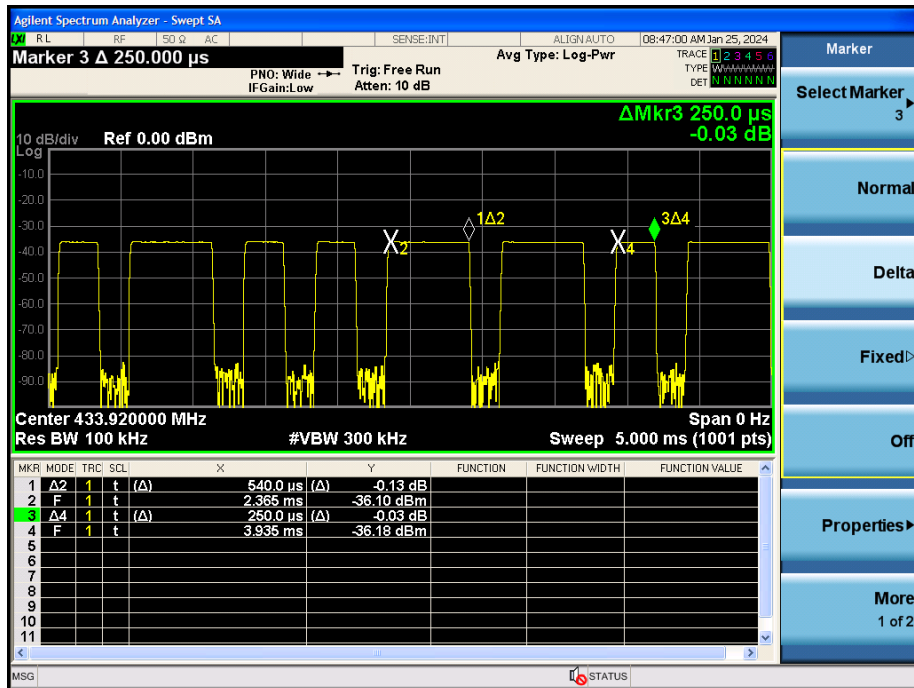 Agilent Spectrum Analyzer - Swept SA
LXI RL RF 50 Ω AC SENSE:INT ALIGN AUTO 08:47:00 AM Jan 25, 2024
Marker 3 Δ 250.000 µs
PNO: Wide
IFGain:Low
Trig: Free Run
Atten: 10 dB
Avg Type: Log-Pwr
TRACE 1 2 3 4 5 6
TYPE W
DET N N N N N N
ΔMkr3 250.0 µs
-0.03 dB
10 dB/div Ref 0.00 dBm
Log
-10.0
-20.0
-30.0
-40.0
-50.0
-60.0
-70.0
-80.0
-90.0
2
1Δ2
4
3Δ4
Center 433.920000 MHz Span 0 Hz
Res BW 100 kHz #VBW 300 kHz Sweep 5.000 ms (1001 pts)
MKR MODE TRC SCL X Y FUNCTION FUNCTION WIDTH FUNCTION VALUE
1 Δ2 1 t (Δ) 540.0 µs (Δ) -0.13 dB
2 F 1 t 2.365 ms -36.10 dBm
3 Δ4 1 t (Δ) 250.0 µs (Δ) -0.03 dB
4 F 1 t 3.935 ms -36.18 dBm
5
6
7
8
9
10
11
MSG STATUS
Marker
Select Marker
3
Normal
Delta
Fixed
Off
Properties
More
1 of 2